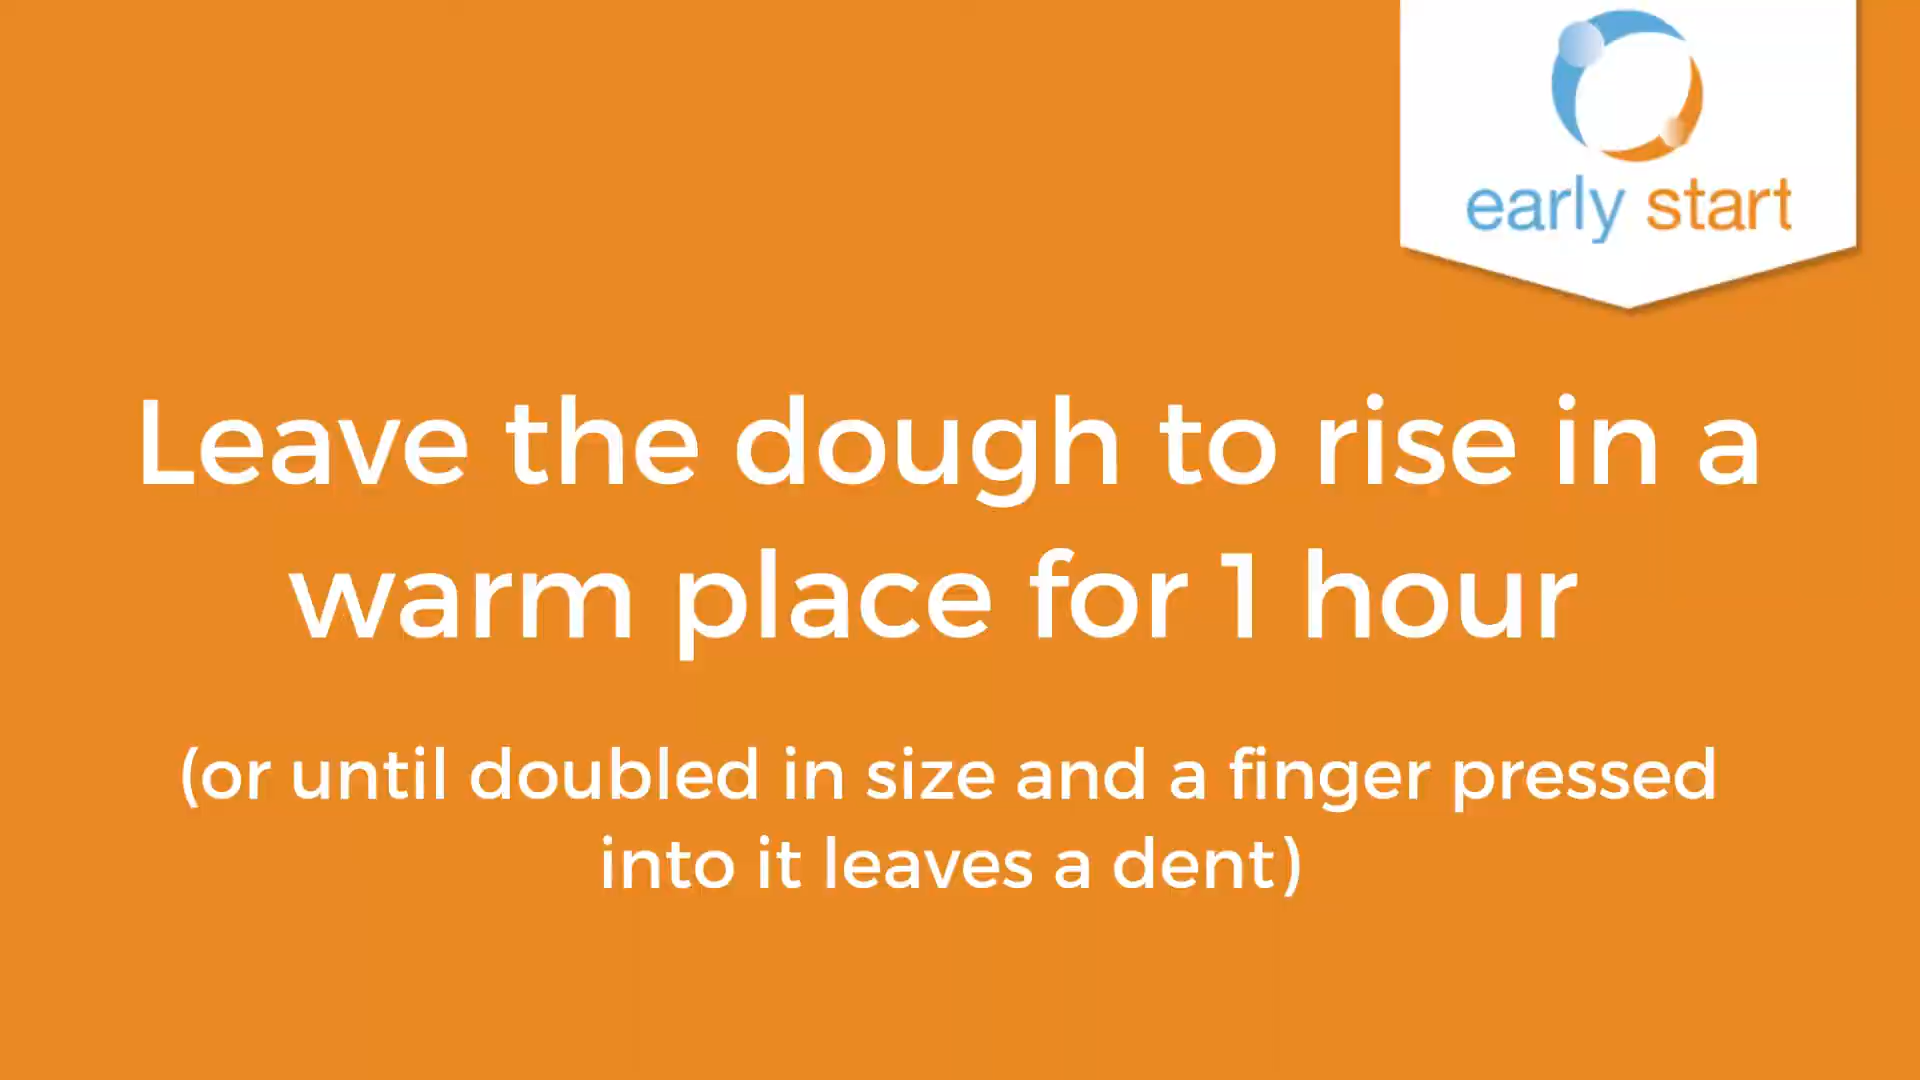 early start
Leave the dough to rise in a
warm place for 1 hour
(or until doubled in size and a finger pressed
into it leaves a dent)